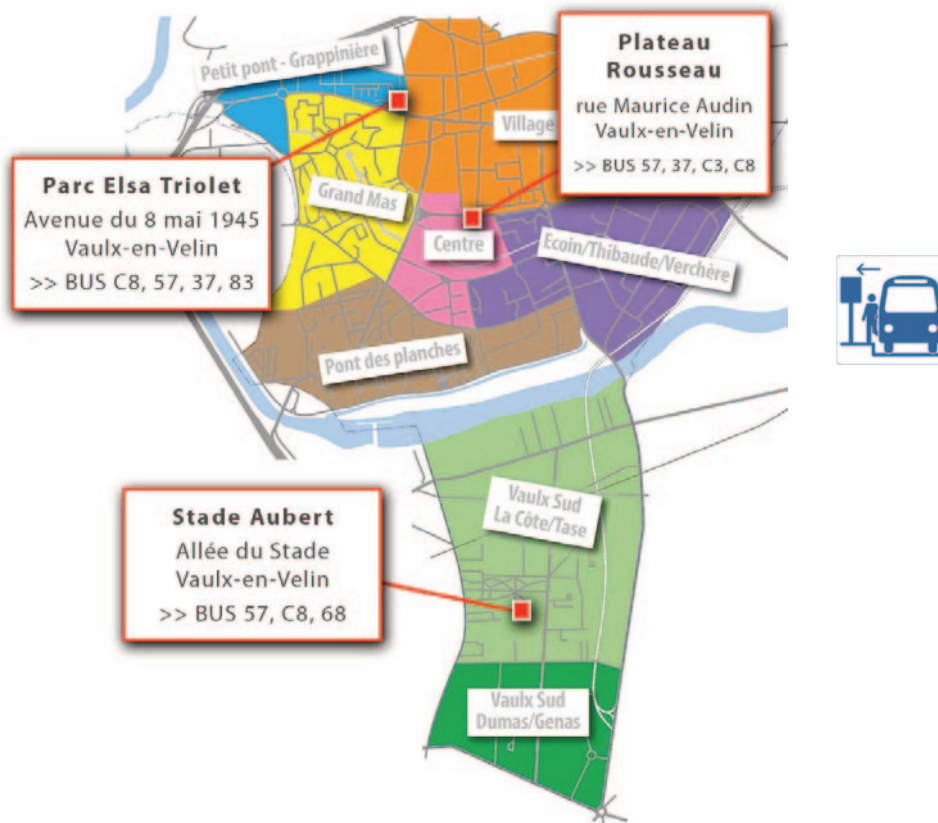 Petit pont - Grappinière
Plateau
Rousseau
rue Maurice Audin
Vaulx-en-Velin
>> BUS 57, 37, C3, C8
Village
Parc Elsa Triolet
Avenue du 8 mai 1945
Vaulx-en-Velin
>> BUS C8, 57, 37, 83
Grand Mas
Centre
Ecoin/Thibaude/Verchère
Pont des planches
Vaulx Sud
La Côte/Tase
Stade Aubert
Allée du Stade
Vaulx-en-Velin
>> BUS 57, C8, 68
Vaulx Sud
Dumas/Genas